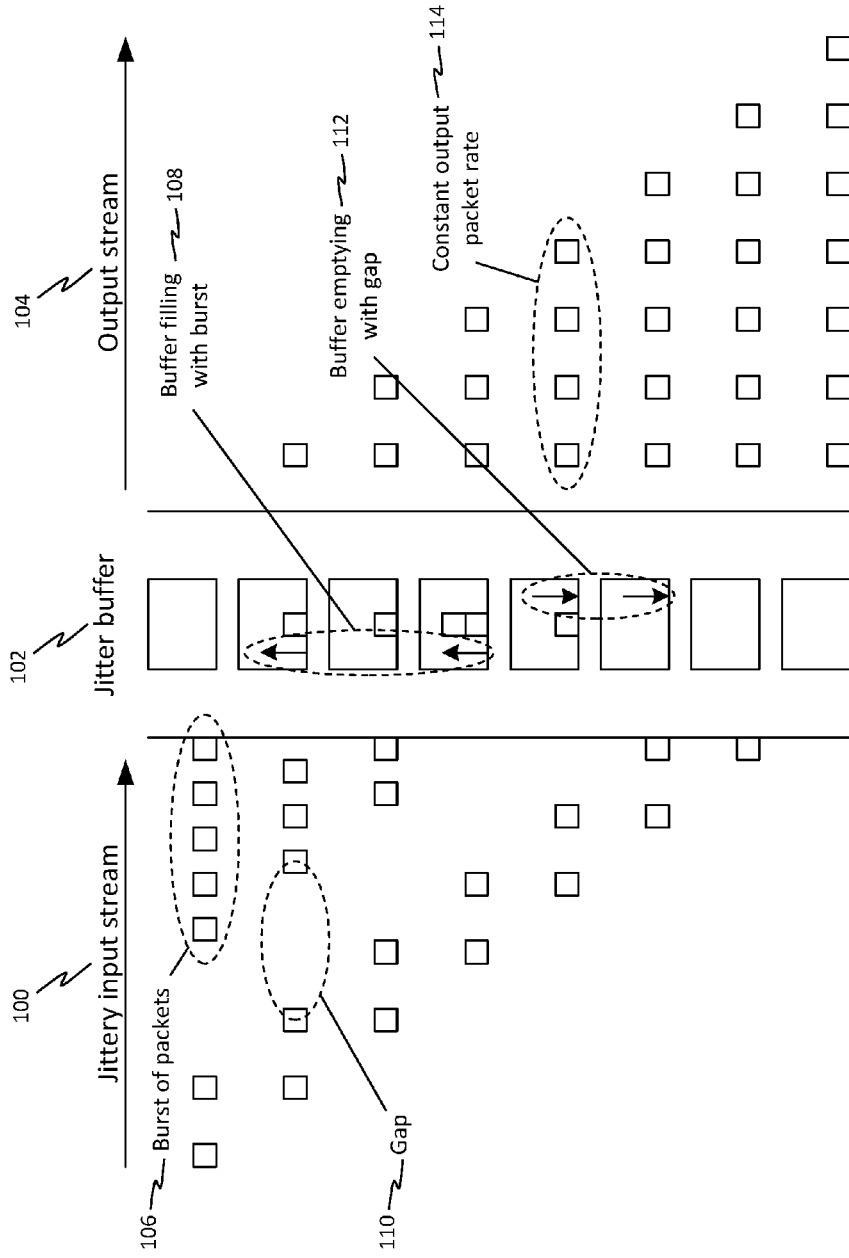 100
Jittery input stream
102
Jitter buffer
104
Output stream
106
Burst of packets
Buffer filling
with burst
108
110
Gap
Buffer emptying
with gap
112
Constant output
packet rate
114